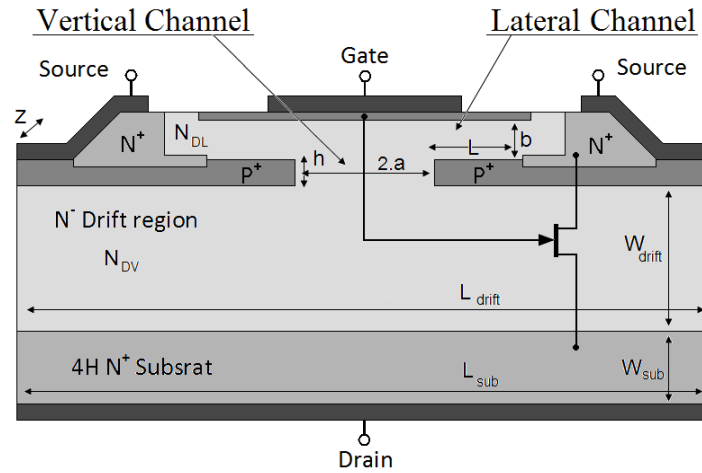 Vertical Channel
Lateral Channel
Source
Gate
Source
Z
N+
NDL
b
N+
L
h
2.a
P+
P+
N- Drift region
NDV
Wdrift
Ldrift
4H N+ Subsrat
Lsub
Wsub
Drain